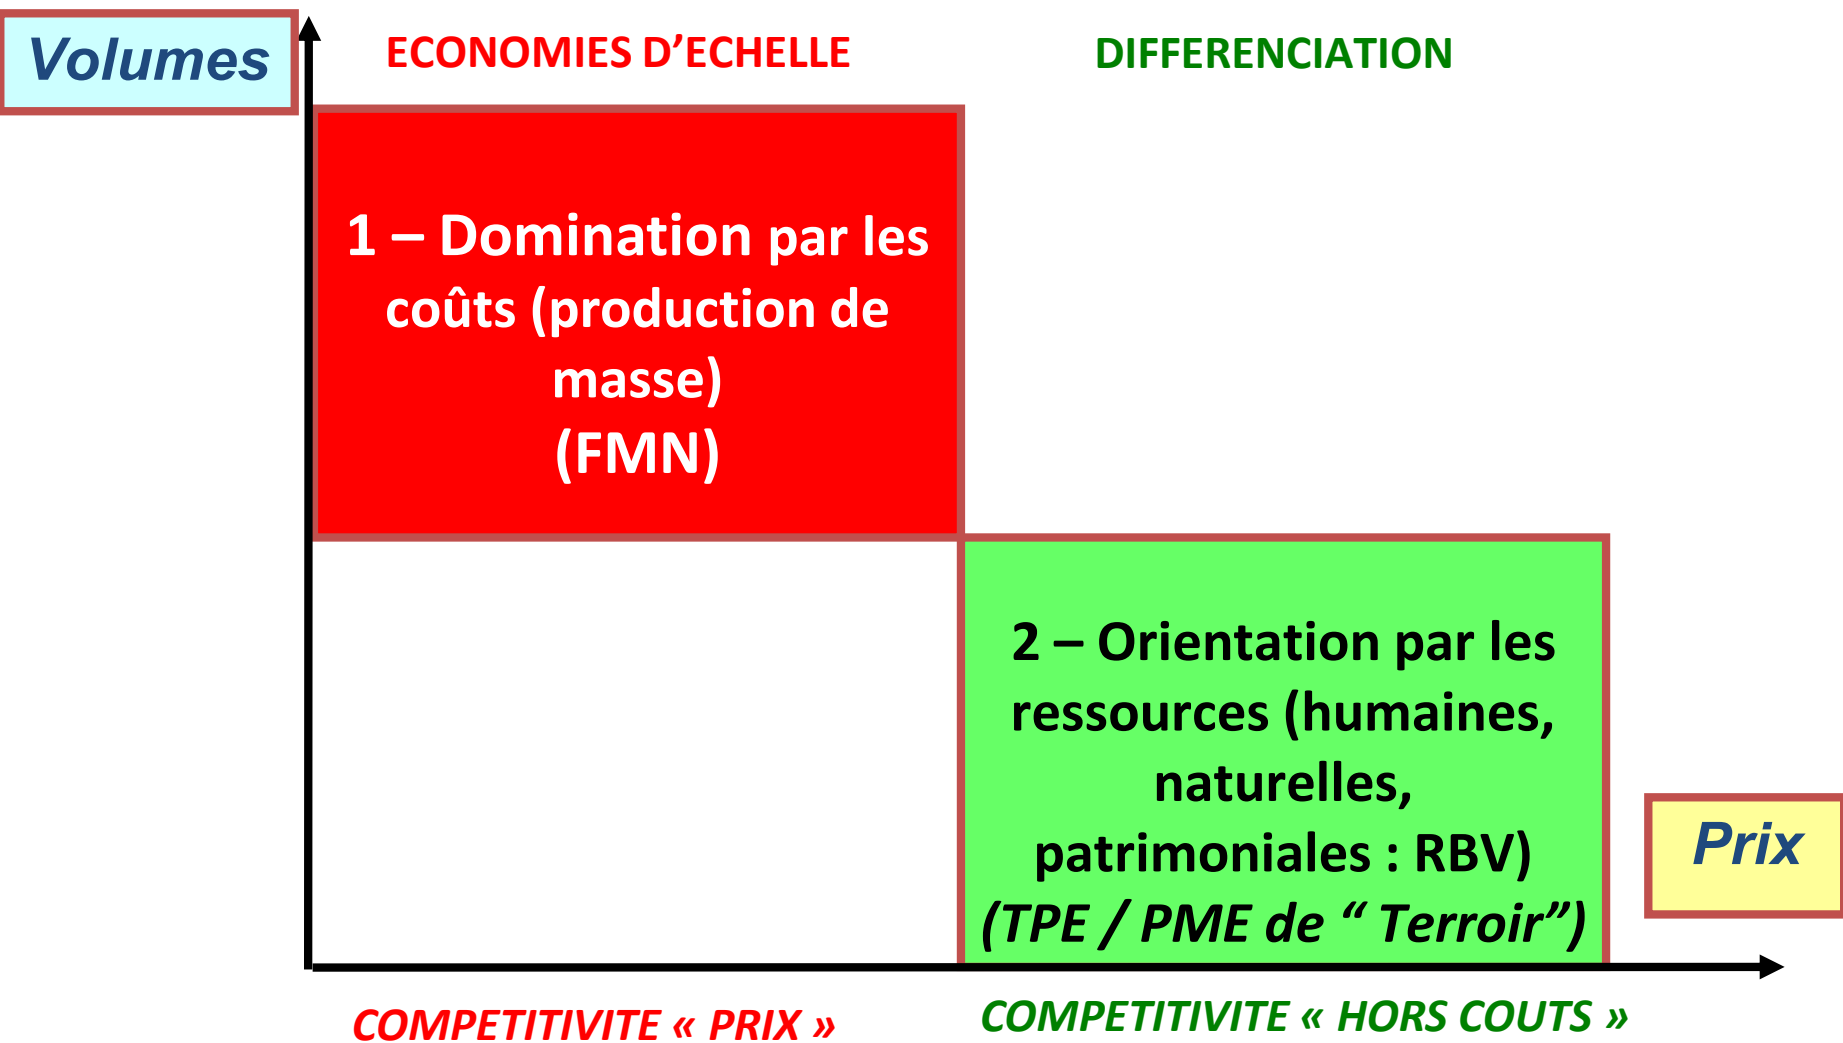 Volumes
ECONOMIES D’ECHELLE
DIFFERENCIATION
1 – Domination par les
coûts (production de
masse)
(FMN)
2 – Orientation par les
ressources (humaines,
naturelles,
patrimoniales : RBV)
(TPE / PME de “ Terroir”)
Prix
COMPETITIVITE « PRIX »
COMPETITIVITE « HORS COUTS »